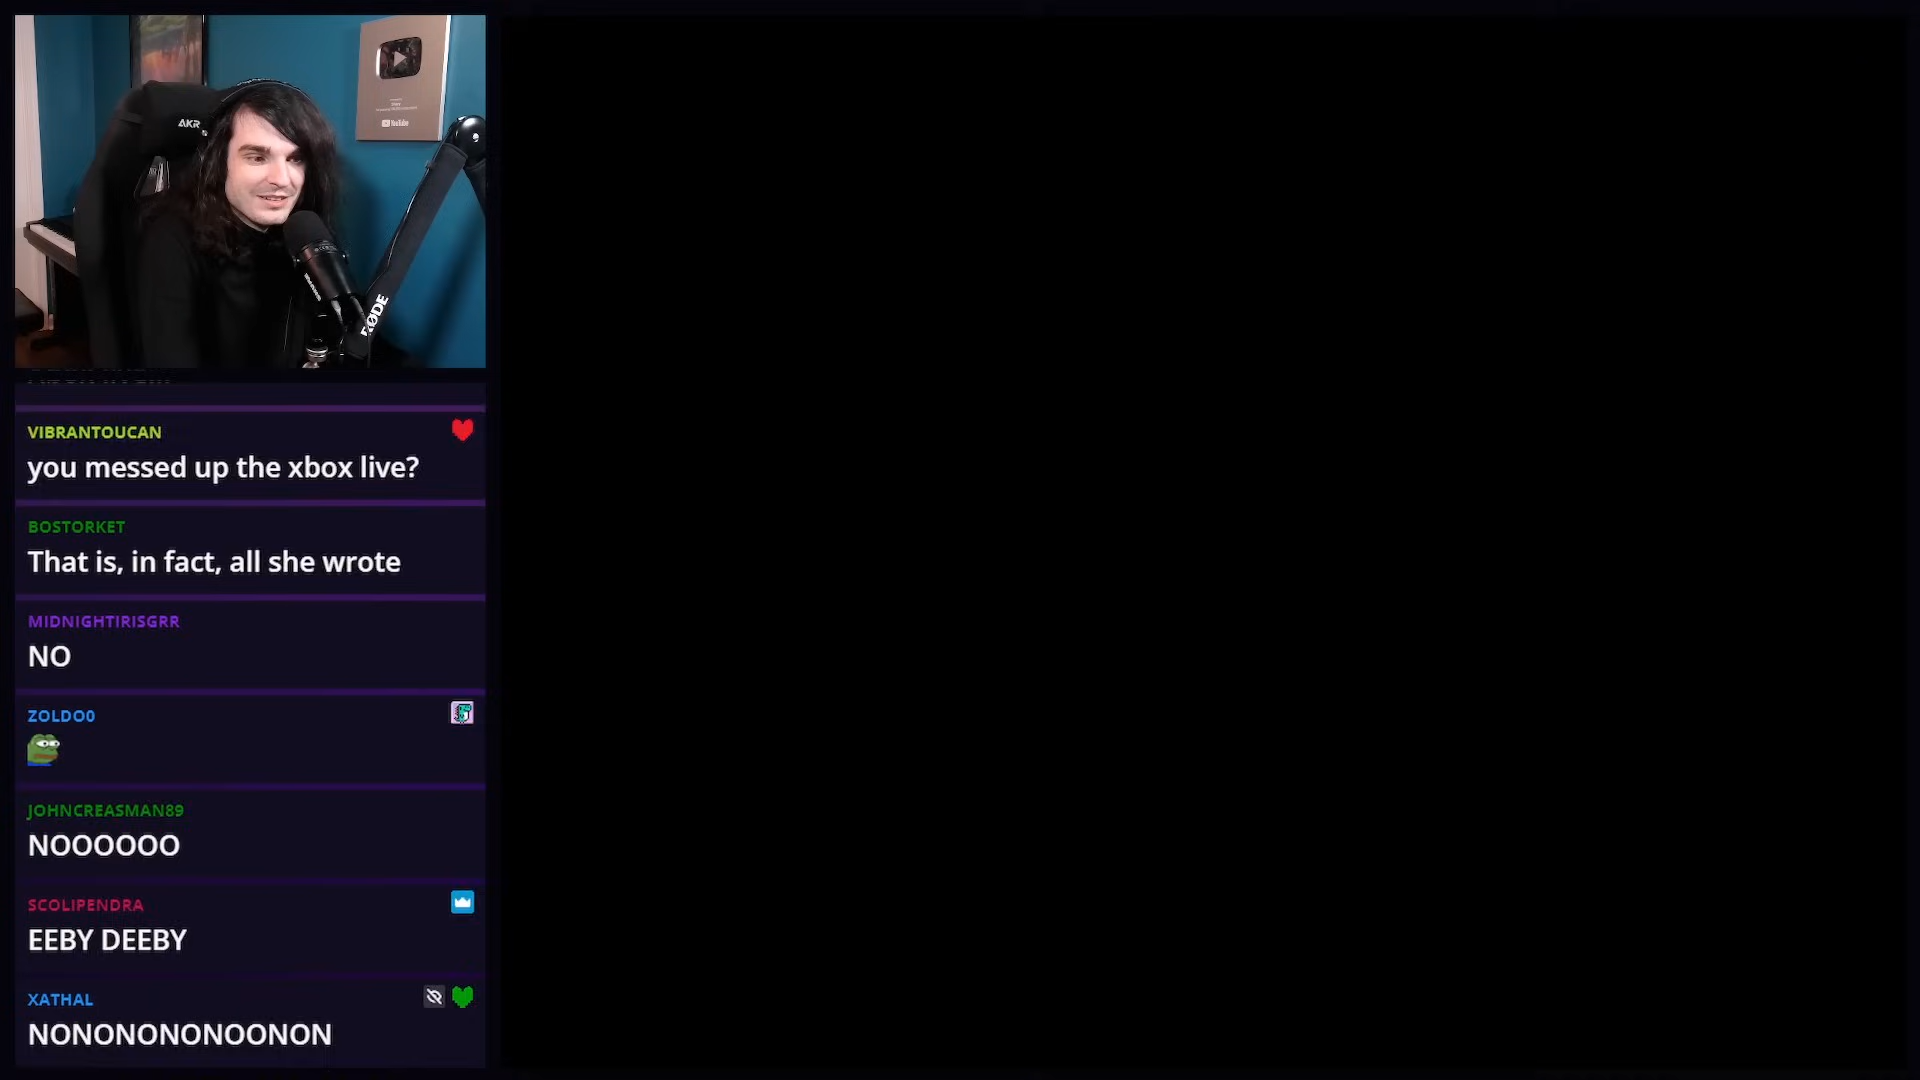 AKR
YouTube
RØDE
VIBRANTOUCAN
you messed up the xbox live?
BOSTORKET
That is, in fact, all she wrote
MIDNIGHTIRISGRR
NO
ZOLDO0
JOHNCREASMAN89
NOOOOOO
SCOLIPENDRA
EEBY DEEBY
XATHAL
NONONONONOONON